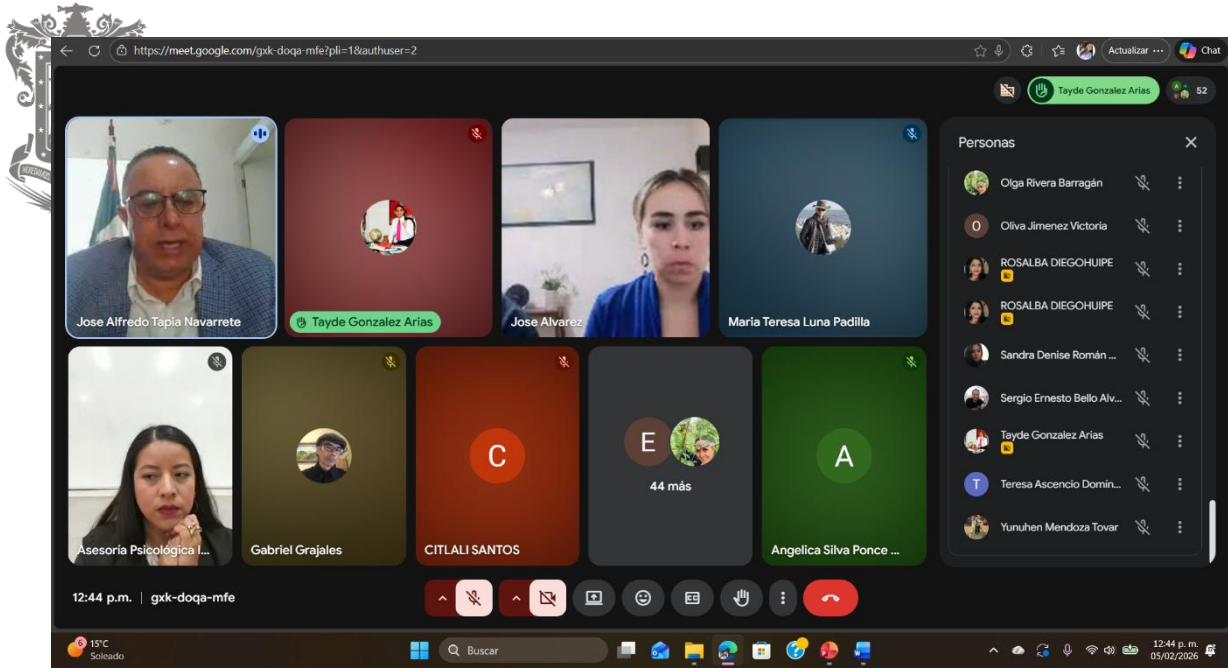 https://meet.google.com/gxk-doqa-mfe?pli=1&authuser=2
Actualizar
Chat
Tayde Gonzalez Arias
52
Personas
Jose Alfredo Tapia Navarrete
Tayde Gonzalez Arias
Jose Alvarez
Maria Teresa Luna Padilla
Olga Rivera Barragán
O
Oliva Jimenez Victoria
ROSALBA DIEGOHUIPE
ROSALBA DIEGOHUIPE
Sandra Denise Román ...
Sergio Ernesto Bello Alv...
Tayde Gonzalez Arias
T
Teresa Ascencio Domín...
Yunuhen Mendoza Tovar
Asesoría Psicológica I...
Gabriel Grajales
C
CITLALI SANTOS
E
44 más
A
Angelica Silva Ponce ...
12:44 p.m. | gxk-doqa-mfe
CC
6
15°C
Soleado
Buscar
12:44 p. m.
05/02/2026